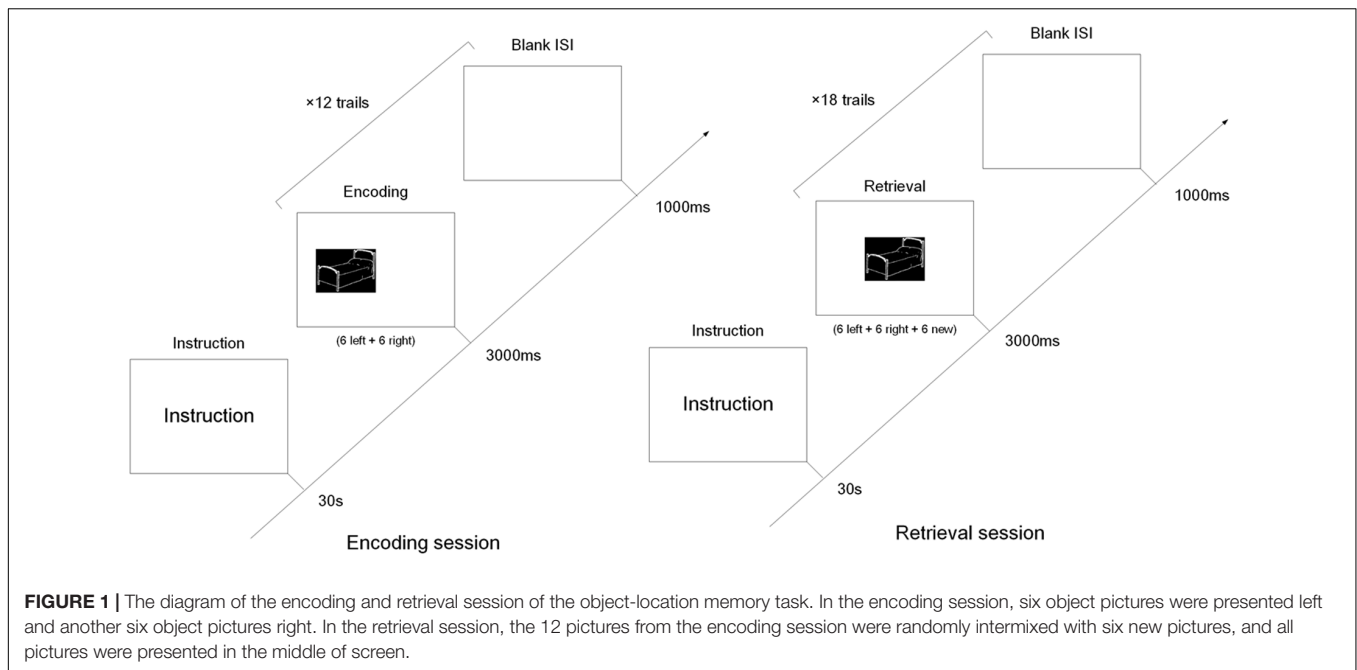 Blank ISI
×12 trails
Encoding
1000ms
(6 left + 6 right)
Instruction
3000ms
Instruction
30s
Encoding session
Blank ISI
×18 trails
Retrieval
1000ms
(6 left + 6 right + 6 new)
Instruction
3000ms
Instruction
30s
Retrieval session
FIGURE 1 | The diagram of the encoding and retrieval session of the object-location memory task. In the encoding session, six object pictures were presented left
and another six object pictures right. In the retrieval session, the 12 pictures from the encoding session were randomly intermixed with six new pictures, and all
pictures were presented in the middle of screen.